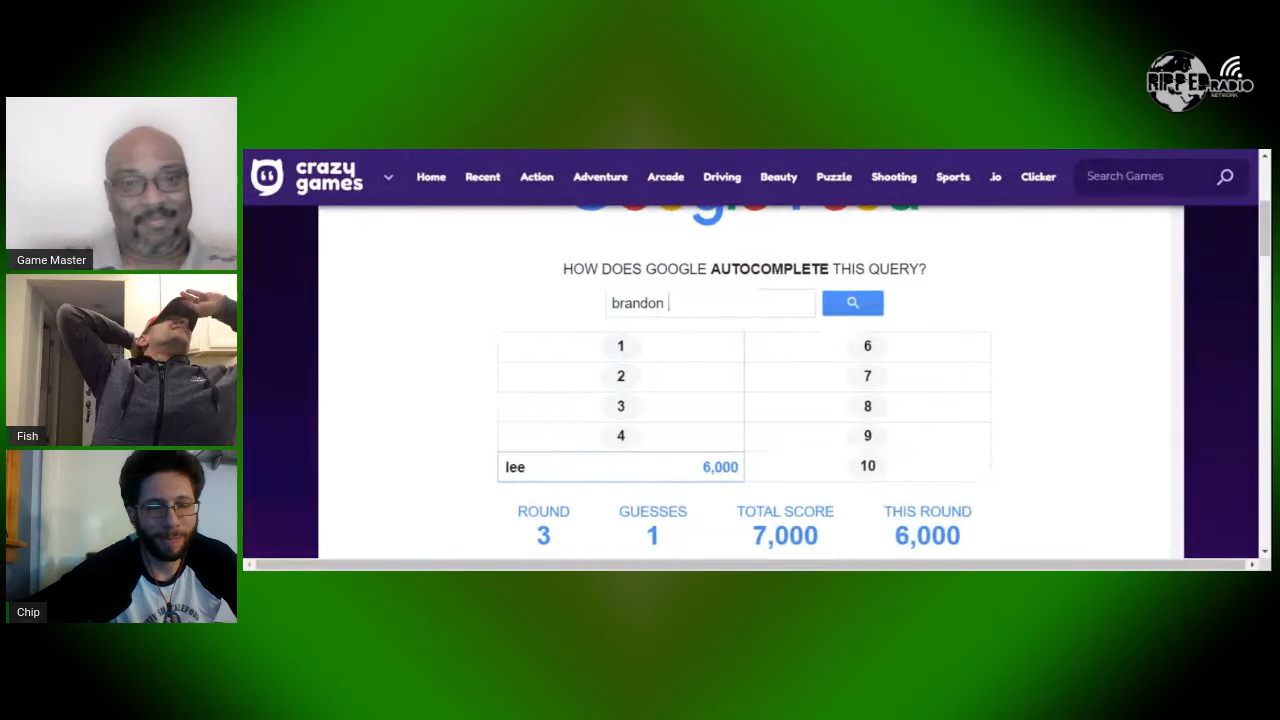 RIPPED RADIO
NETWORK
crazy games
Home Recent Action Adventure Arcade Driving Beauty Puzzle Shooting Sports .io Clicker Search Games
HOW DOES GOOGLE AUTOCOMPLETE THIS QUERY?
brandon
1 6
2 7
3 8
4 9
lee 6,000 10
ROUND GUESSES TOTAL SCORE THIS ROUND
3 1 7,000 6,000
Game Master
Fish
Chip